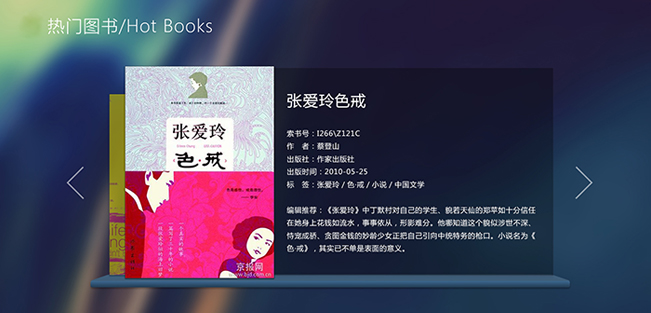 热门图书/Hot Books
张爱玲
色·戒
京报网
www.bjd.com.cn
张爱玲色戒
索书号：I266\Z121C
作　者：蔡登山
出版社：作家出版社
出版时间：2010-05-25
标　签：张爱玲 / 色·戒 / 小说 / 中国文学
编辑推荐：《张爱玲》中丁默村对自己的学生、貌若天仙的郑苹如十分信任
在她身上花钱如流水，事事依从，形影难分。他哪知道这个貌似涉世不深、
恃宠成骄、贪图金钱的妙龄少女正把自己引向中统特务的枪口。小说名为《
色·戒》，其实已不单是表面的意义。